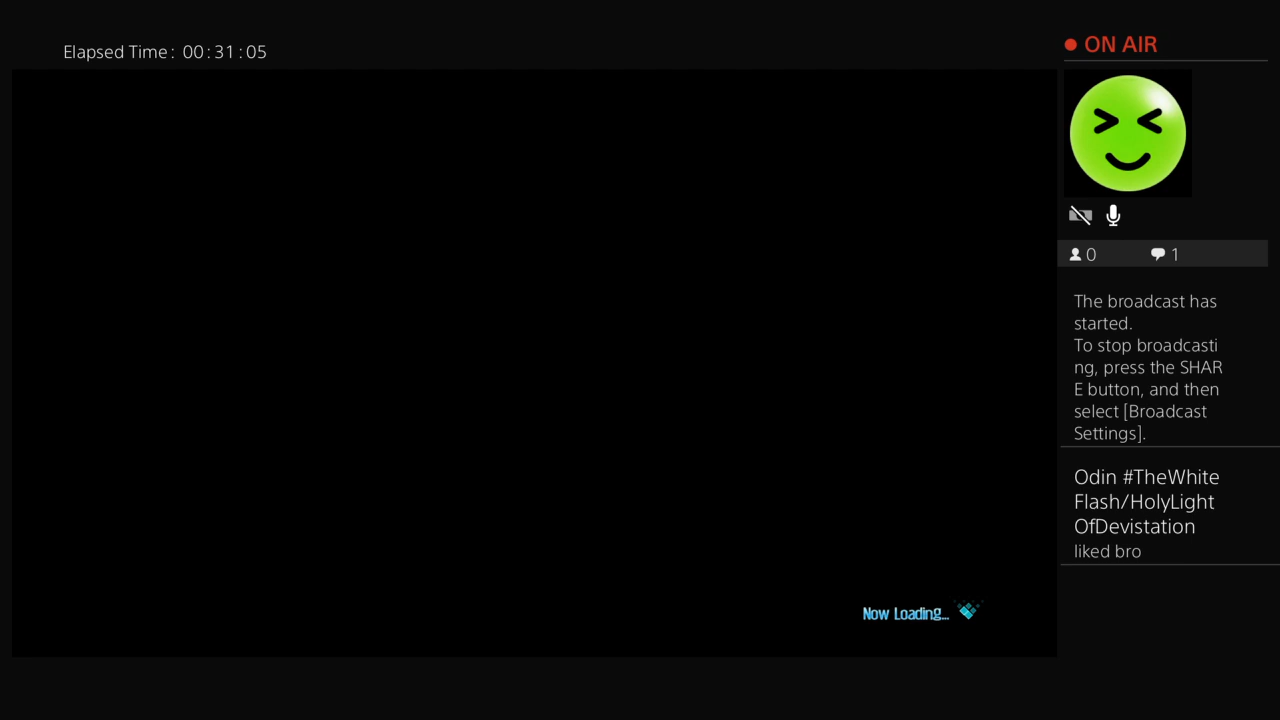 Elapsed Time: 00:31:05
ON AIR
0 1
The broadcast has
started.
To stop broadcasti
ng, press the SHAR
E button, and then
select [Broadcast
Settings].
Odin #TheWhite
Flash/HolyLight
OfDevistation
liked bro
Now Loading...